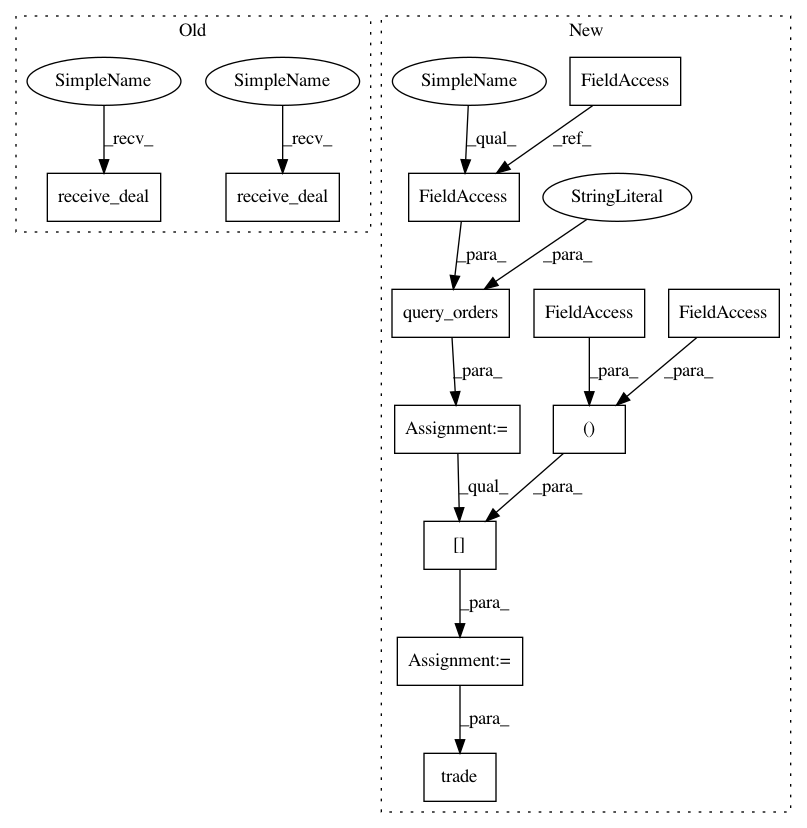 Old
New
SimpleName
SimpleName
SimpleName
FieldAccess
_recv_
_recv_
_qual_
_ref_
receive_deal
receive_deal
FieldAccess
StringLiteral
_para_
_para_
query_orders
FieldAccess
FieldAccess
_para_
_para_
_para_
Assignment:=
()
_qual_
_para_
[]
_para_
Assignment:=
_para_
trade